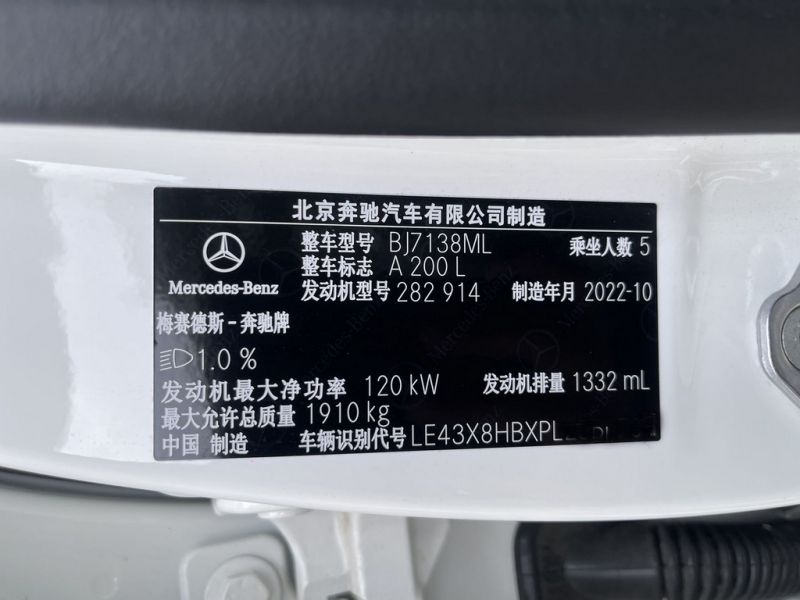 北京奔驰汽车有限公司制造
整车型号 BJ7138ML 乘坐人数 5
整车标志 A 200 L
Mercedes-Benz 发动机型号 282 914 制造年月 2022-10
梅赛德斯-奔驰牌
1.0 %
发动机最大净功率 120 kW 发动机排量 1332 mL
最大允许总质量 1910 kg
中国 制造 车辆识别代号 LE43X8HBXPL